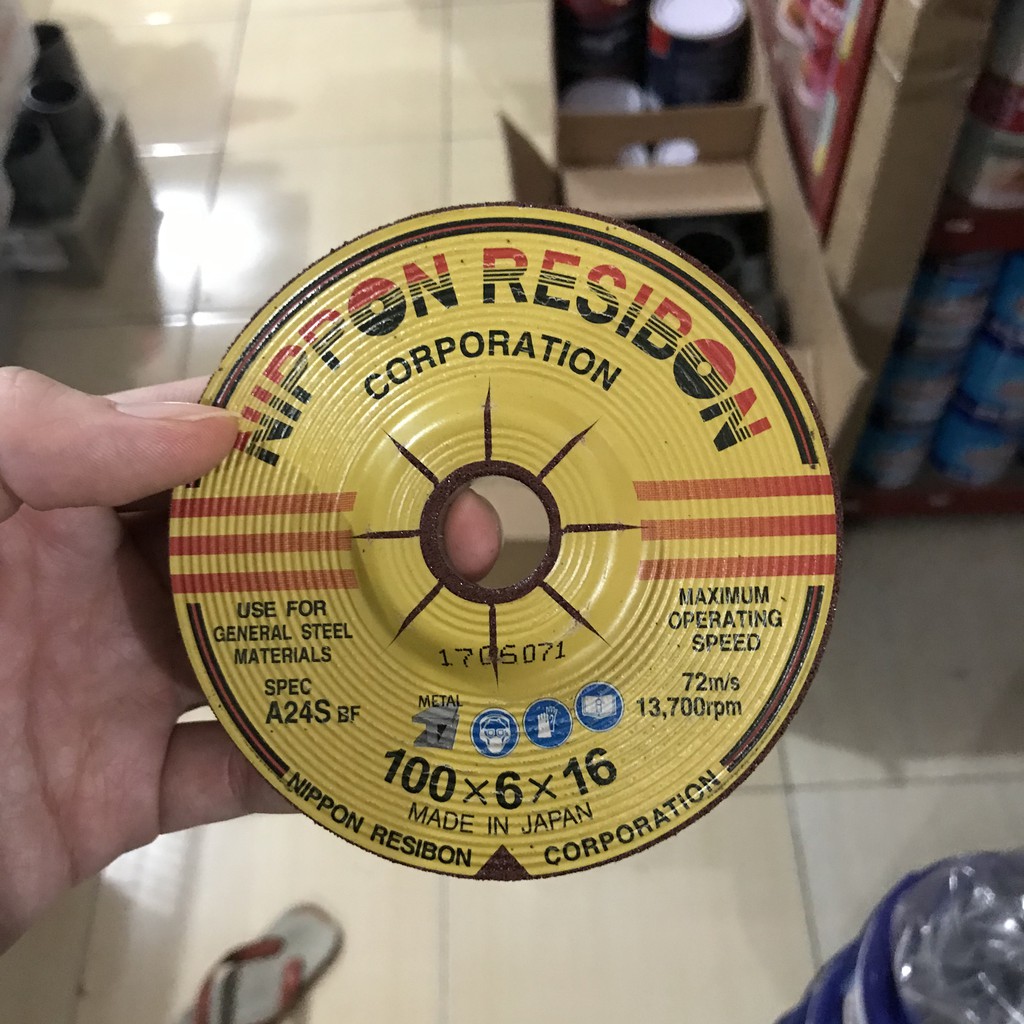 NIPPON RESIBON
CORPORATION
USE FOR
GENERAL STEEL
MATERIALS
SPEC
A24S BF
MAXIMUM
OPERATING
SPEED
72m/s
13,700rpm
1706071
METAL
100×6×16
MADE IN JAPAN
NIPPON RESIBON CORPORATION